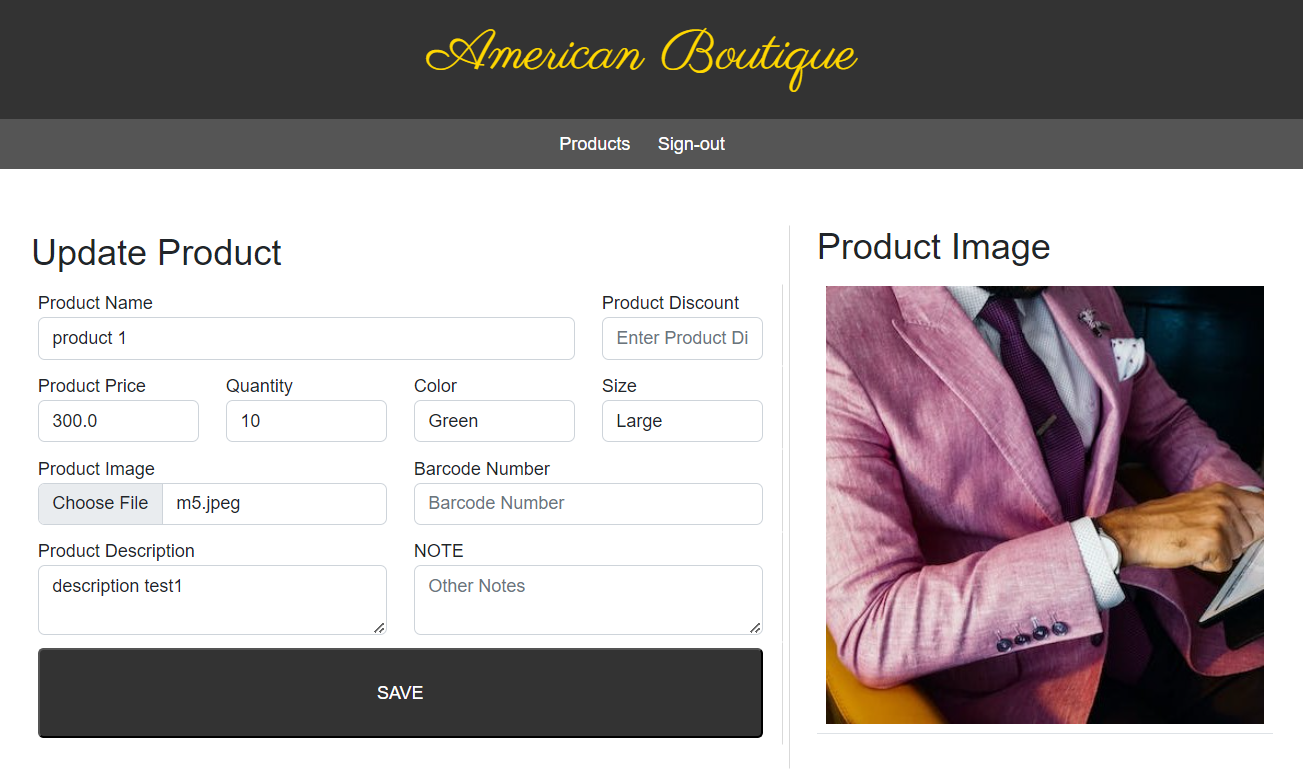 American Boutique
Products Sign-out
Update Product
Product Name Product Discount
product 1 Enter Product Di
Product Price Quantity Color Size
300.0 10 Green Large
Product Image Barcode Number
Choose File m5.jpeg Barcode Number
Product Description NOTE
description test1 Other Notes
SAVE
Product Image